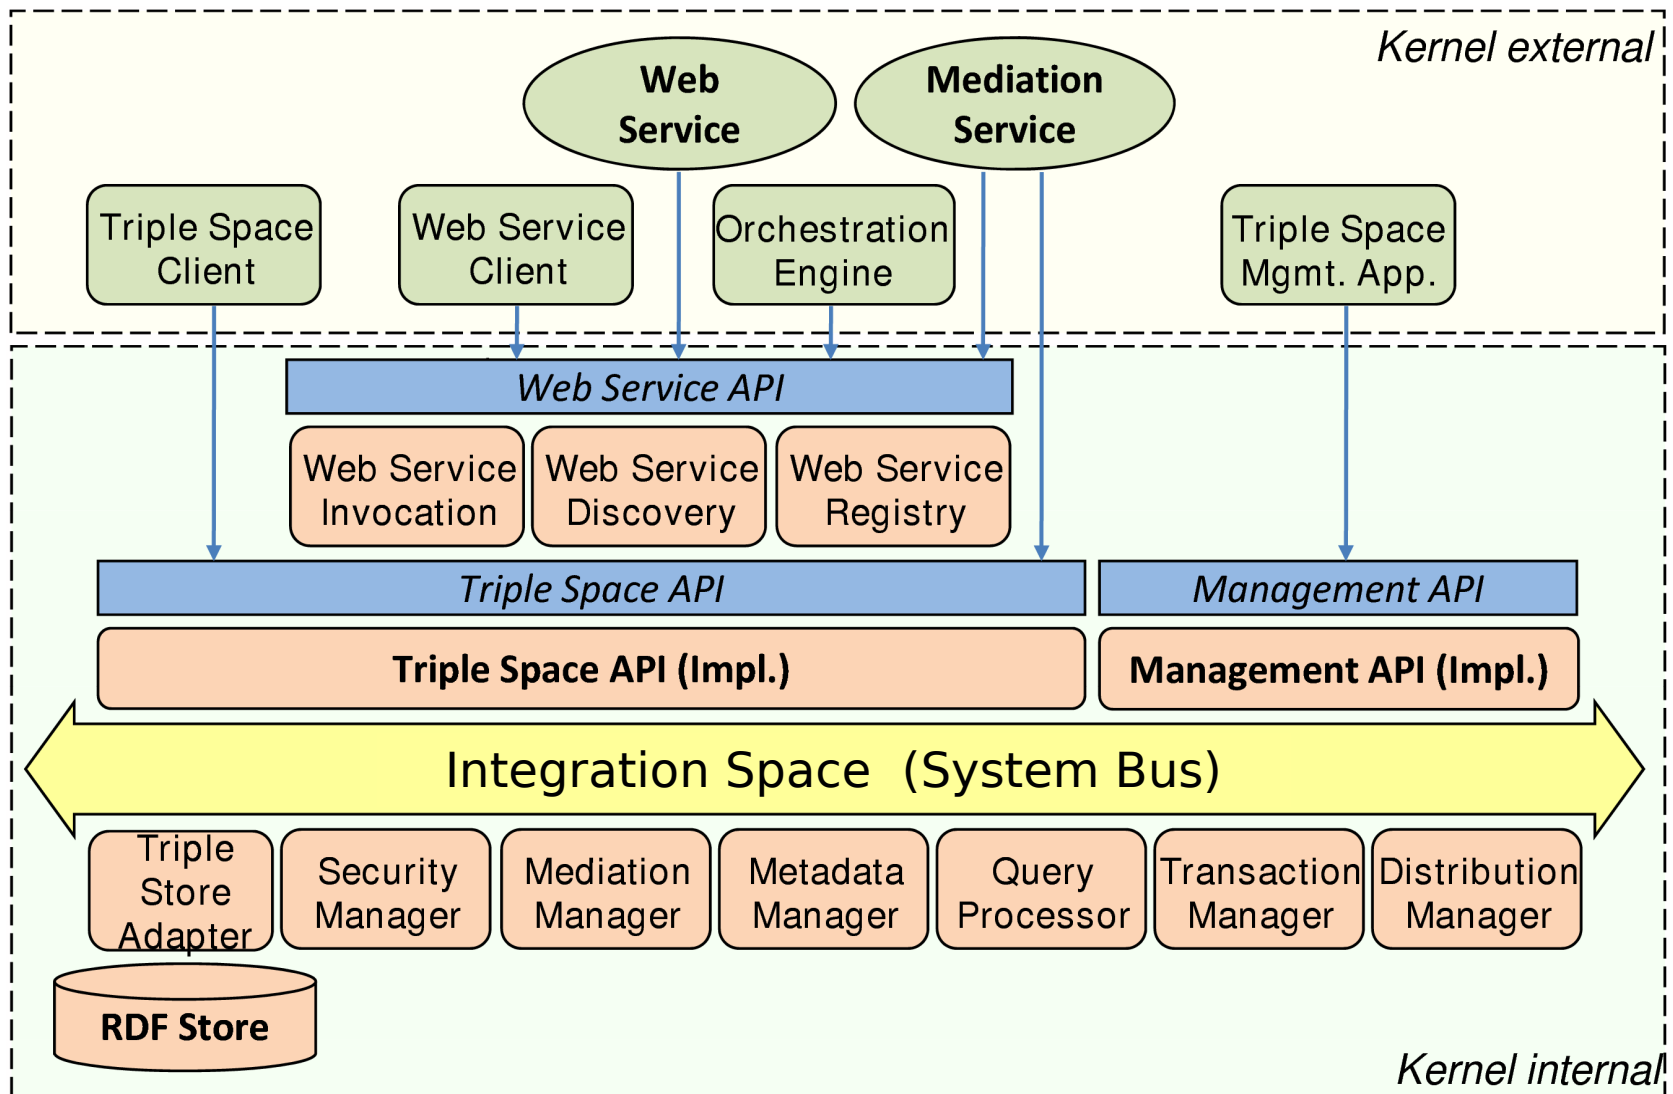 Kernel external
Web
Service
Mediation
Service
Triple Space
Client
Web Service
Client
Orchestration
Engine
Triple Space
Mgmt. App.
Web Service API
Web Service
Invocation
Web Service
Discovery
Web Service
Registry
Triple Space API
Management API
Triple Space API (Impl.)
Management API (Impl.)
Integration Space (System Bus)
Triple
Store
Adapter
Security
Manager
Mediation
Manager
Metadata
Manager
Query
Processor
Transaction
Manager
Distribution
Manager
RDF Store
Kernel internal